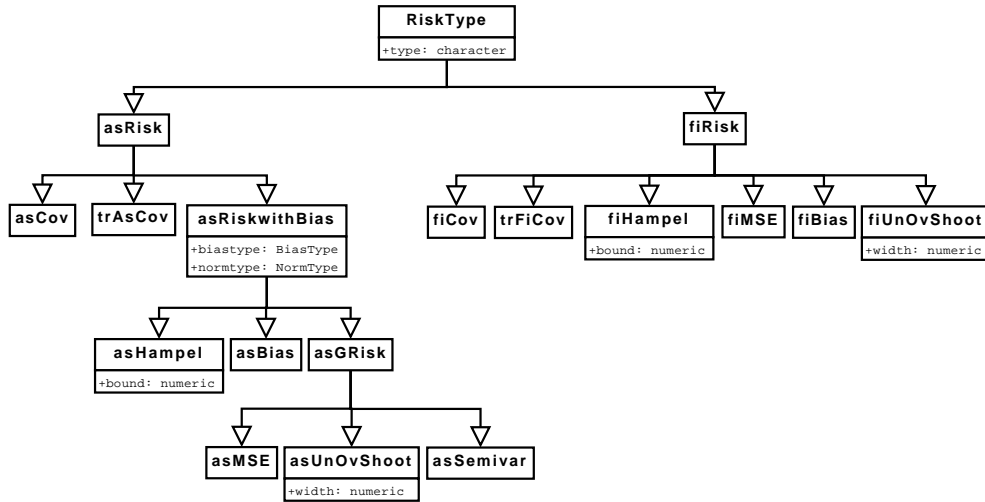 RiskType
+type: character
asRisk
fiRisk
asCov
trAsCov
asRiskwithBias
+biastype: BiasType
+normtype: NormType
fiCov
trFiCov
fiHampel
+bound: numeric
fiMSE
fiBias
fiUnOvShoot
+width: numeric
asHampel
+bound: numeric
asBias
asGRisk
asMSE
asUnOvShoot
+width: numeric
asSemivar